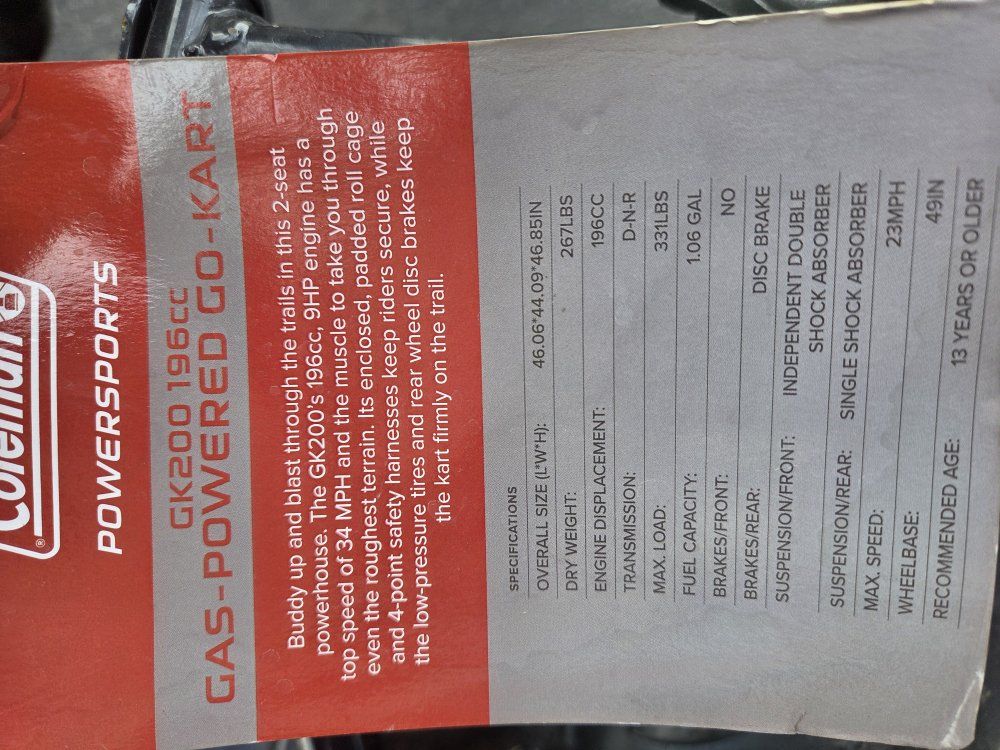 Coleman
®
POWERSPORTS
GK200 196cc
GAS-POWERED GO-KART
Buddy up and blast through the trails in this 2-seat
powerhouse. The GK200's 196cc, 9HP engine has a
top speed of 34 MPH and the muscle to take you through
even the roughest terrain. Its enclosed, padded roll cage
and 4-point safety harnesses keep riders secure, while
the low-pressure tires and rear wheel disc brakes keep
the kart firmly on the trail.
SPECIFICATIONS
OVERALL SIZE (L*W*H): 46.06*44.09*46.85IN
DRY WEIGHT: 267LBS
ENGINE DISPLACEMENT: 196CC
TRANSMISSION: D-N-R
MAX. LOAD: 331LBS
FUEL CAPACITY: 1.06 GAL
BRAKES/FRONT: NO
BRAKES/REAR: DISC BRAKE
SUSPENSION/FRONT: INDEPENDENT DOUBLE
SHOCK ABSORBER
SUSPENSION/REAR: SINGLE SHOCK ABSORBER
MAX. SPEED: 23MPH
WHEELBASE: 49IN
RECOMMENDED AGE: 13 YEARS OR OLDER